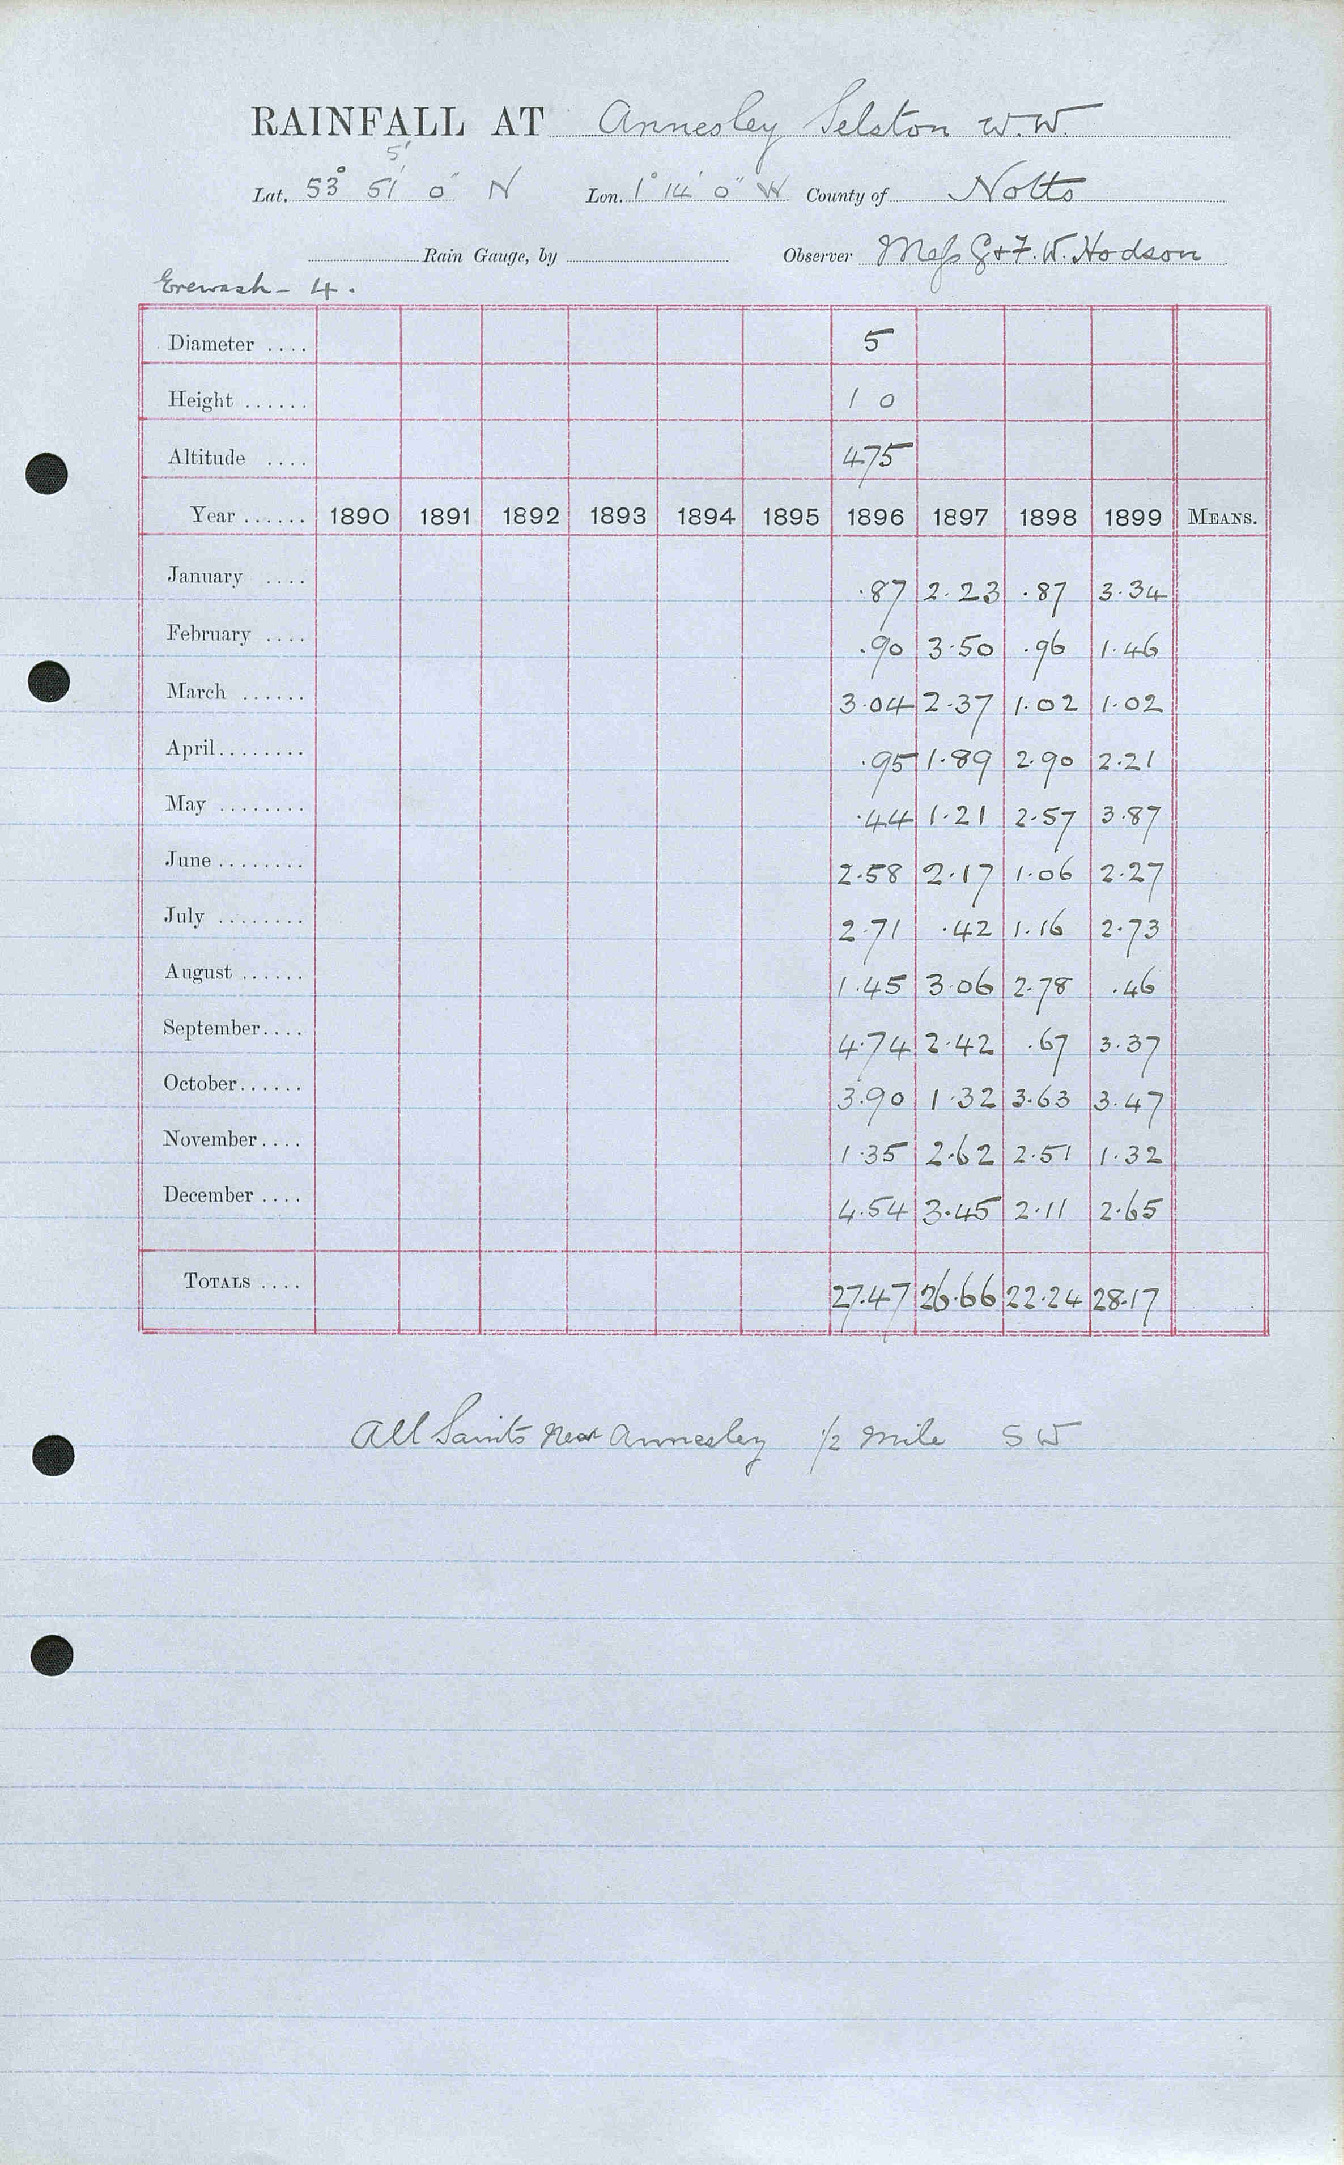 RAINFALL AT Annesley Selston W.W.
5'
Lat. 53° 51' 0" N Lon. 1° 14' 0" W County of Notts
Rain Gauge, by Observer Mess G + F. W. Hodson
Erewash - 4.
Diameter .... 5
Height ...... 1 0
Altitude .... 475
Year ...... 1890 1891 1892 1893 1894 1895 1896 1897 1898 1899 MEANS.
January .... .87 2.23 .87 3.34
February .... .90 3.50 .96 1.46
March ...... 3.04 2.37 1.02 1.02
April ........ .95 1.89 2.90 2.21
May ........ .44 1.21 2.57 3.87
June ........ 2.58 2.17 1.06 2.27
July ........ 2.71 .42 1.16 2.73
August ...... 1.45 3.06 2.78 .46
September .... 4.74 2.42 .67 3.37
October ...... 3.90 1.32 3.63 3.47
November .... 1.35 2.62 2.51 1.32
December .... 4.54 3.45 2.11 2.65
TOTALS .... 27.47 26.66 22.24 28.17
All Saints Near Annesley 1/2 mile S W